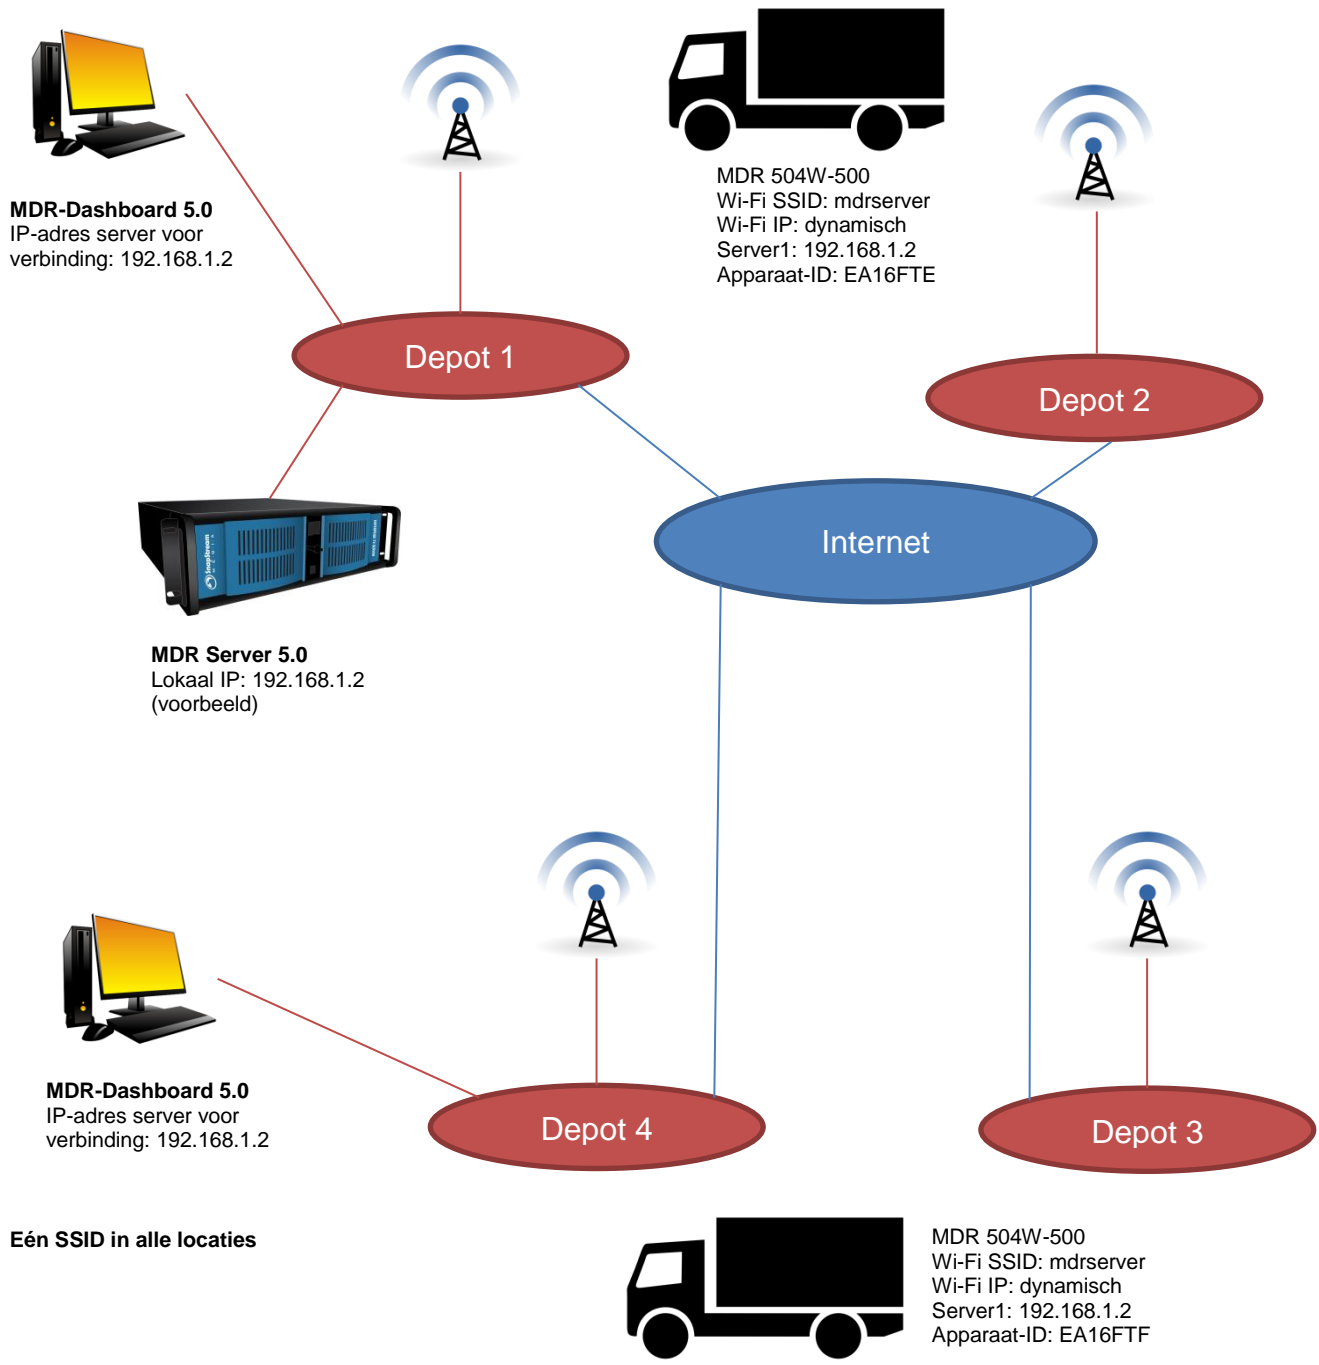 MDR 504W-500
Wi-Fi SSID: mdrserver
Wi-Fi IP: dynamisch
Server1: 192.168.1.2
Apparaat-ID: EA16FTE
MDR-Dashboard 5.0
IP-adres server voor
verbinding: 192.168.1.2
Depot 1
Depot 2
Internet
SnapStream
MEDIA
MDR Server 5.0
Lokaal IP: 192.168.1.2
(voorbeeld)
MDR-Dashboard 5.0
IP-adres server voor
verbinding: 192.168.1.2
Depot 4
Depot 3
Eén SSID in alle locaties
MDR 504W-500
Wi-Fi SSID: mdrserver
Wi-Fi IP: dynamisch
Server1: 192.168.1.2
Apparaat-ID: EA16FTF